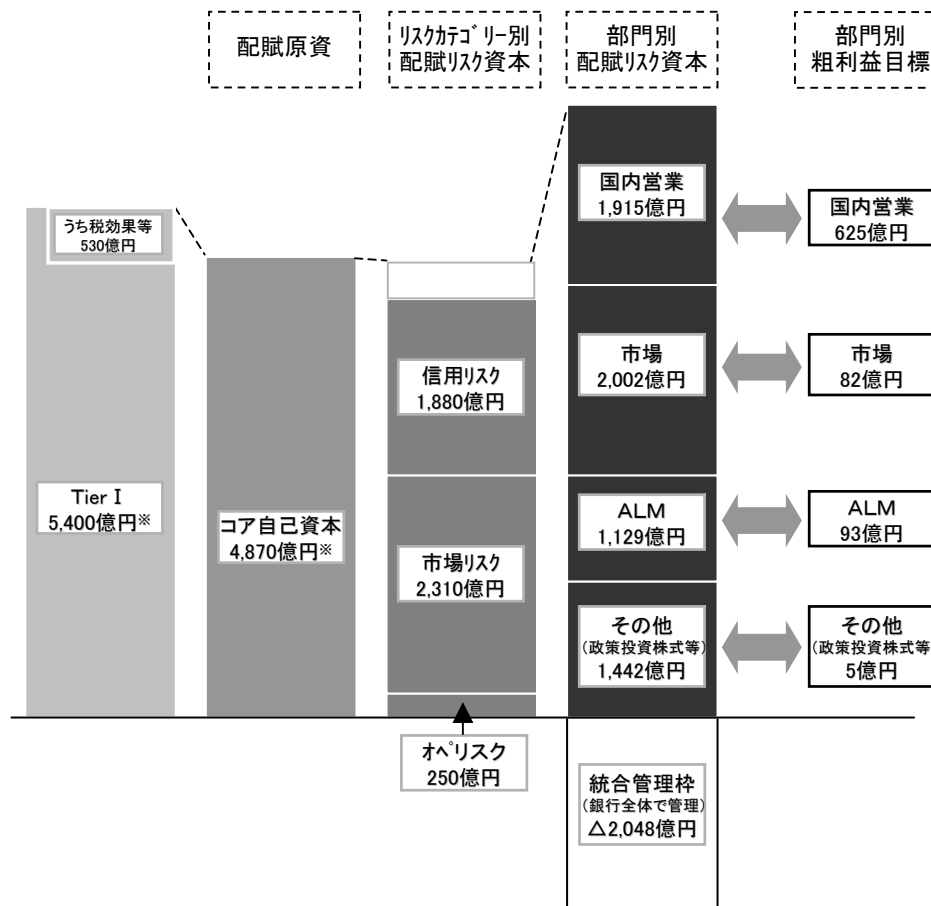 配賦原資
ﾘｽｸｶﾃｺﾞﾘｰ別
配賦ﾘｽｸ資本
部門別
配賦ﾘｽｸ資本
部門別
粗利益目標
うち税効果等
530億円
Tier I
5,400億円※
コア自己資本
4,870億円※
信用ﾘｽｸ
1,880億円
市場ﾘｽｸ
2,310億円
ｵﾍﾟﾘスク
250億円
国内営業
1,915億円
市場
2,002億円
ALM
1,129億円
その他
(政策投資株式等)
1,442億円
統合管理枠
(銀行全体で管理)
△2,048億円
国内営業
625億円
市場
82億円
ALM
93億円
その他
(政策投資株式等
5億円